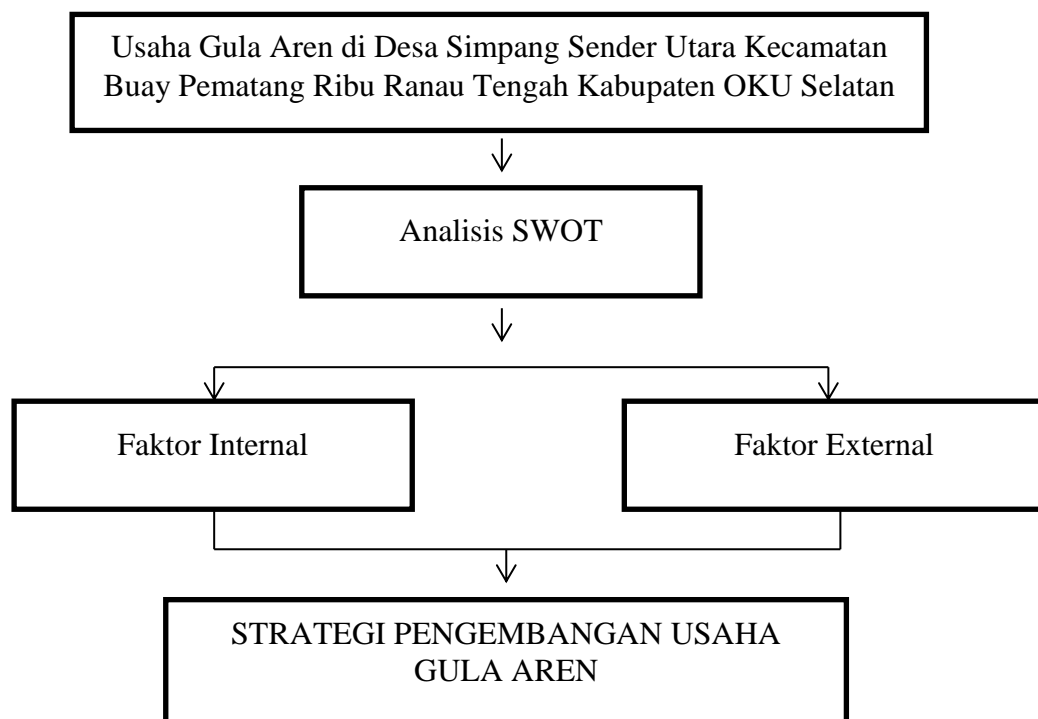 Usaha Gula Aren di Desa Simpang Sender Utara Kecamatan
Buay Pematang Ribu Ranau Tengah Kabupaten OKU Selatan
Analisis SWOT
Faktor Internal
Faktor External
STRATEGI PENGEMBANGAN USAHA
GULA AREN